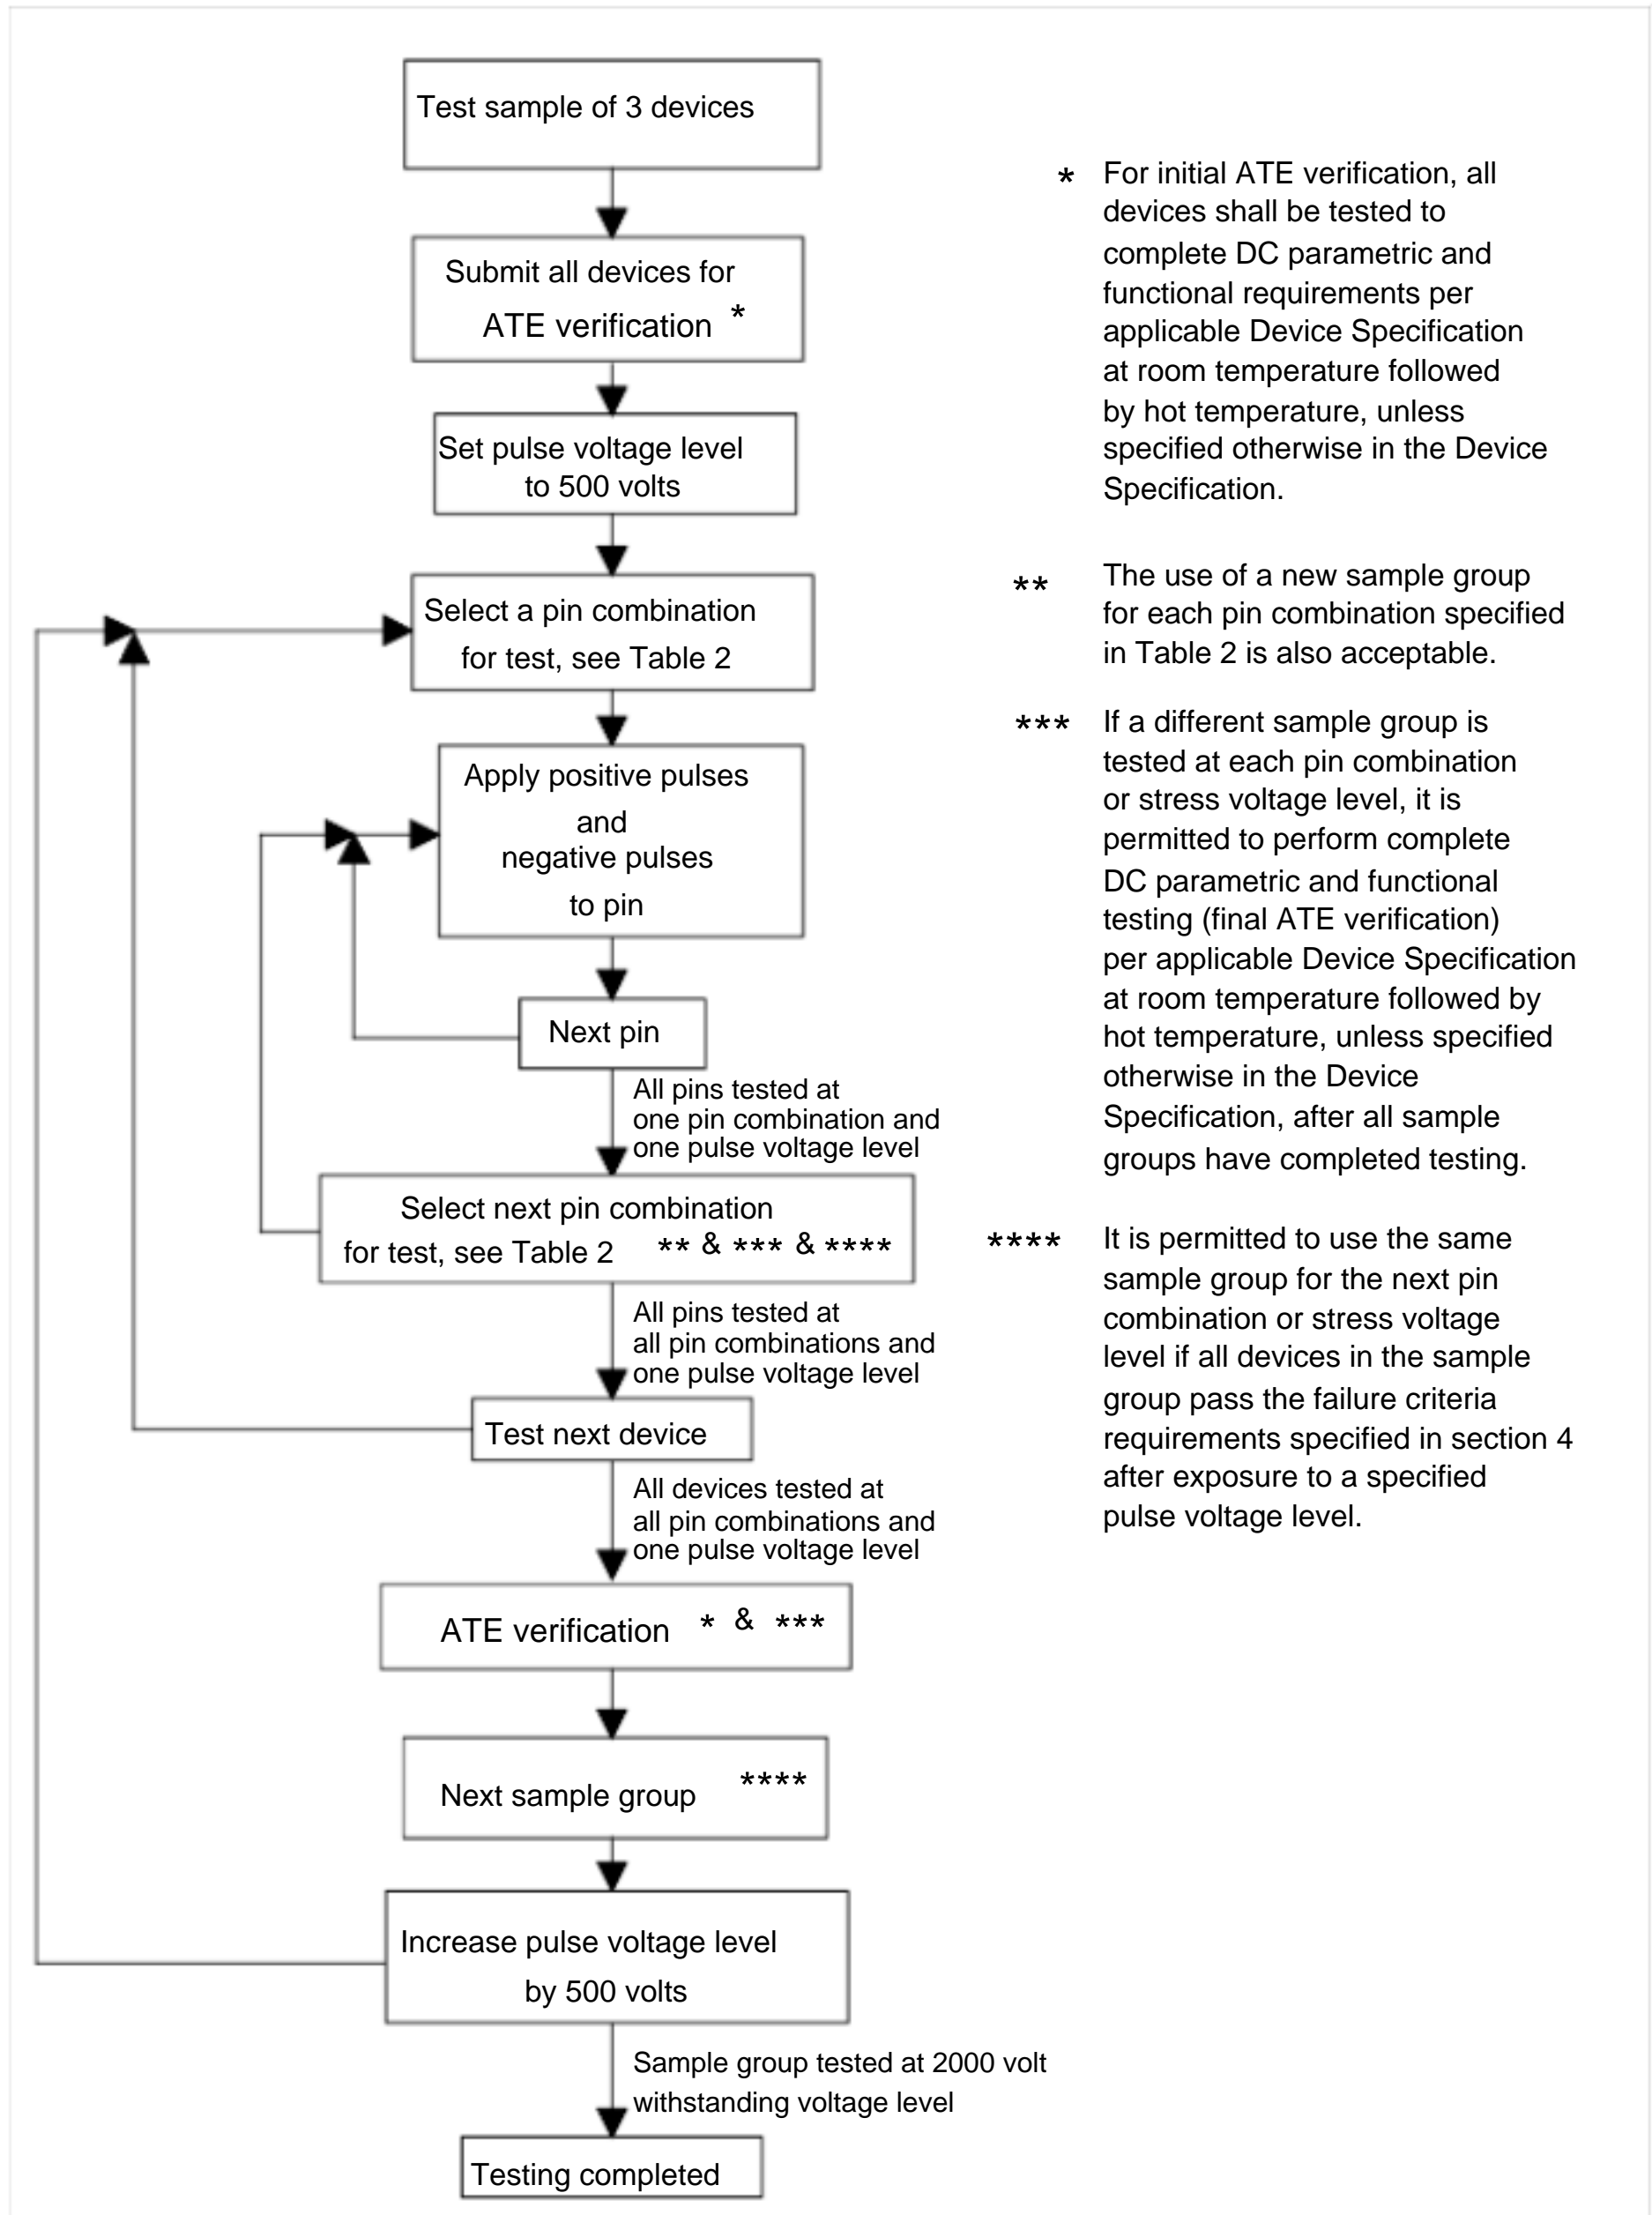 Test sample of 3 devices
Submit all devices for
ATE verification *
Set pulse voltage level
to 500 volts
Select a pin combination
for test, see Table 2
Apply positive pulses
and
negative pulses
to pin
Next pin
All pins tested at
one pin combination and
one pulse voltage level
Select next pin combination
for test, see Table 2 ** & *** & ****
All pins tested at
all pin combinations and
one pulse voltage level
Test next device
All devices tested at
all pin combinations and
one pulse voltage level
ATE verification * & ***
Next sample group ****
Increase pulse voltage level
by 500 volts
Sample group tested at 2000 volt
withstanding voltage level
Testing completed
* For initial ATE verification, all
devices shall be tested to
complete DC parametric and
functional requirements per
applicable Device Specification
at room temperature followed
by hot temperature, unless
specified otherwise in the Device
Specification.
** The use of a new sample group
for each pin combination specified
in Table 2 is also acceptable.
*** If a different sample group is
tested at each pin combination
or stress voltage level, it is
permitted to perform complete
DC parametric and functional
testing (final ATE verification)
per applicable Device Specification
at room temperature followed by
hot temperature, unless specified
otherwise in the Device
Specification, after all sample
groups have completed testing.
**** It is permitted to use the same
sample group for the next pin
combination or stress voltage
level if all devices in the sample
group pass the failure criteria
requirements specified in section 4
after exposure to a specified
pulse voltage level.